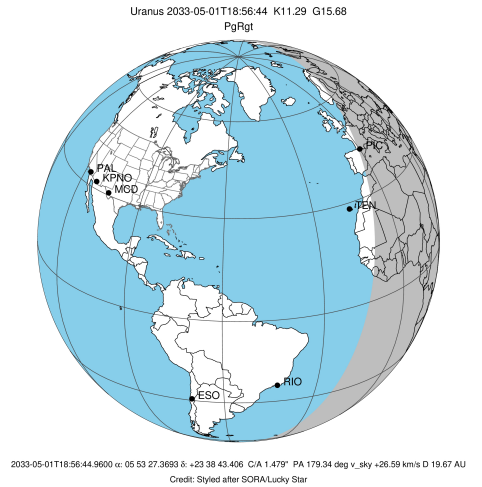 Uranus 2033-05-01T18:56:44 K11.29 G15.68
PgRgt
PIC
PAL
KPNO
MCD
TEN
RIO
ESO
2033-05-01T18:56:44.9600 α: 05 53 27.3693 δ: +23 38 43.406 C/A 1.479" PA 179.34 deg v_sky +26.59 km/s D 19.67 AU
Credit: Styled after SORA/Lucky Star